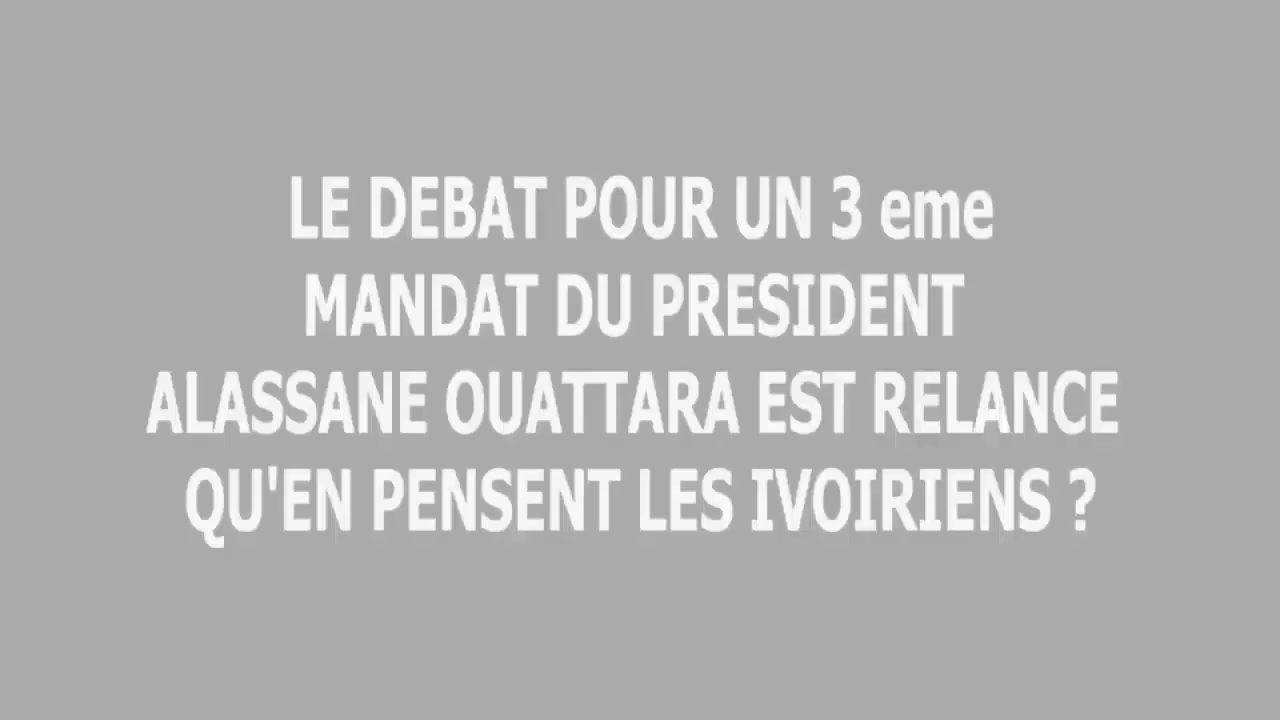 LE DEBAT POUR UN 3 eme
MANDAT DU PRESIDENT
ALASSANE OUATTARA EST RELANCE
QU'EN PENSENT LES IVOIRIENS ?